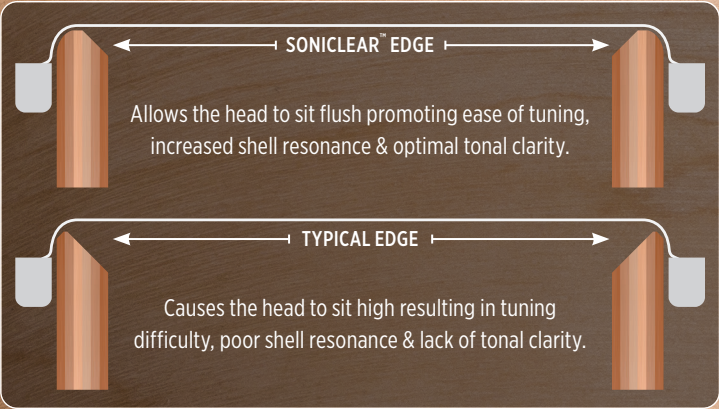 SONICLEAR™ EDGE
Allows the head to sit flush promoting ease of tuning,
increased shell resonance & optimal tonal clarity.
TYPICAL EDGE
Causes the head to sit high resulting in tuning
difficulty, poor shell resonance & lack of tonal clarity.